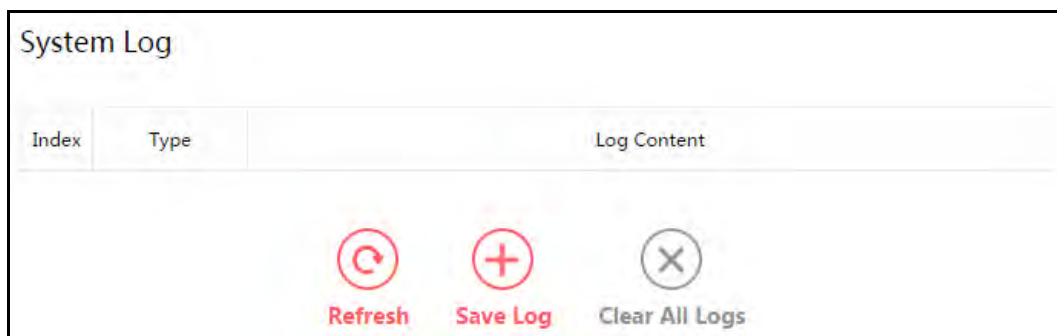 System Log
Index Type Log Content
Refresh Save Log Clear All Logs